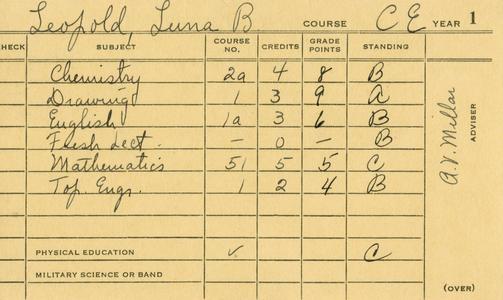 Leopold, Luna B COURSE C E YEAR 1
CHECK SUBJECT COURSE NO. CREDITS GRADE POINTS STANDING
Chemistry 2a 4 8 B
Drawing 1 3 9 A
English 1a 3 6 B
Fresh Lect. — 0 — B
Mathematics 51 5 5 C
Top. Engr. 1 2 4 B
PHYSICAL EDUCATION ✓ C
MILITARY SCIENCE OR BAND
A.V. Millar
ADVISER
(OVER)